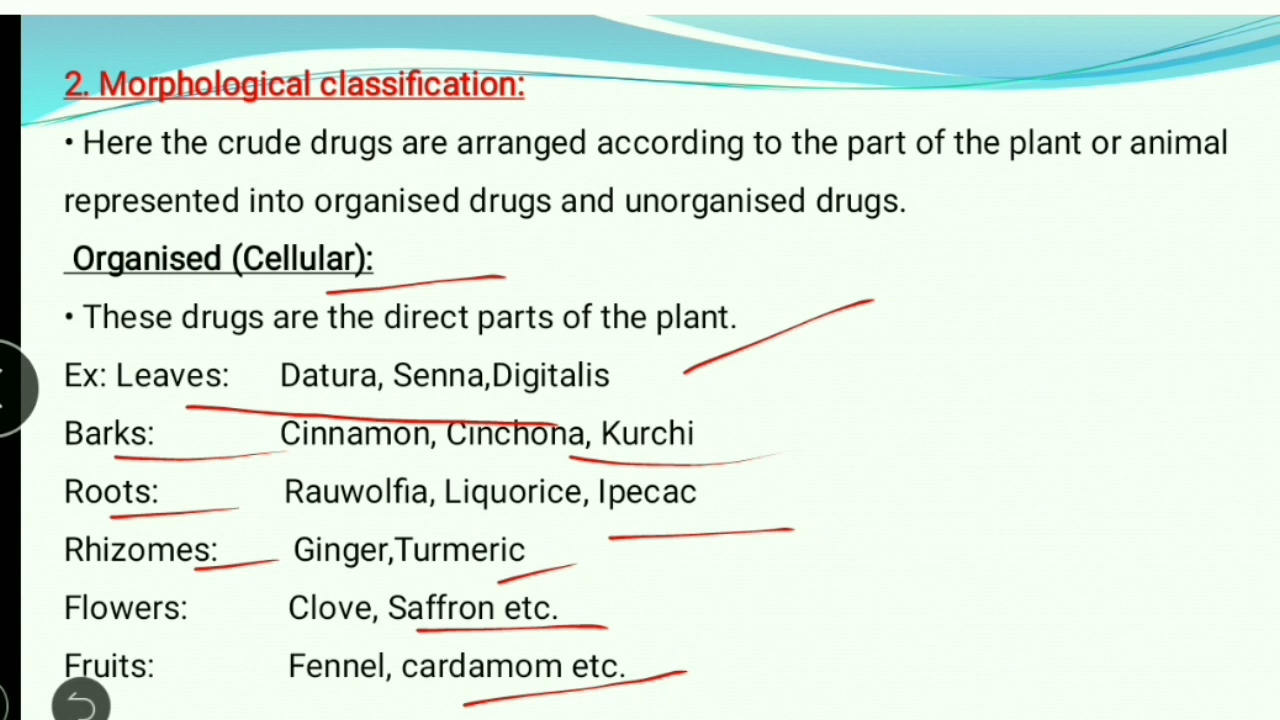 2. Morphological classification:
• Here the crude drugs are arranged according to the part of the plant or animal
represented into organised drugs and unorganised drugs.
Organised (Cellular):
• These drugs are the direct parts of the plant.
Ex: Leaves: Datura, Senna,Digitalis
Barks: Cinnamon, Cinchona, Kurchi
Roots: Rauwolfia, Liquorice, Ipecac
Rhizomes: Ginger,Turmeric
Flowers: Clove, Saffron etc.
Fruits: Fennel, cardamom etc.